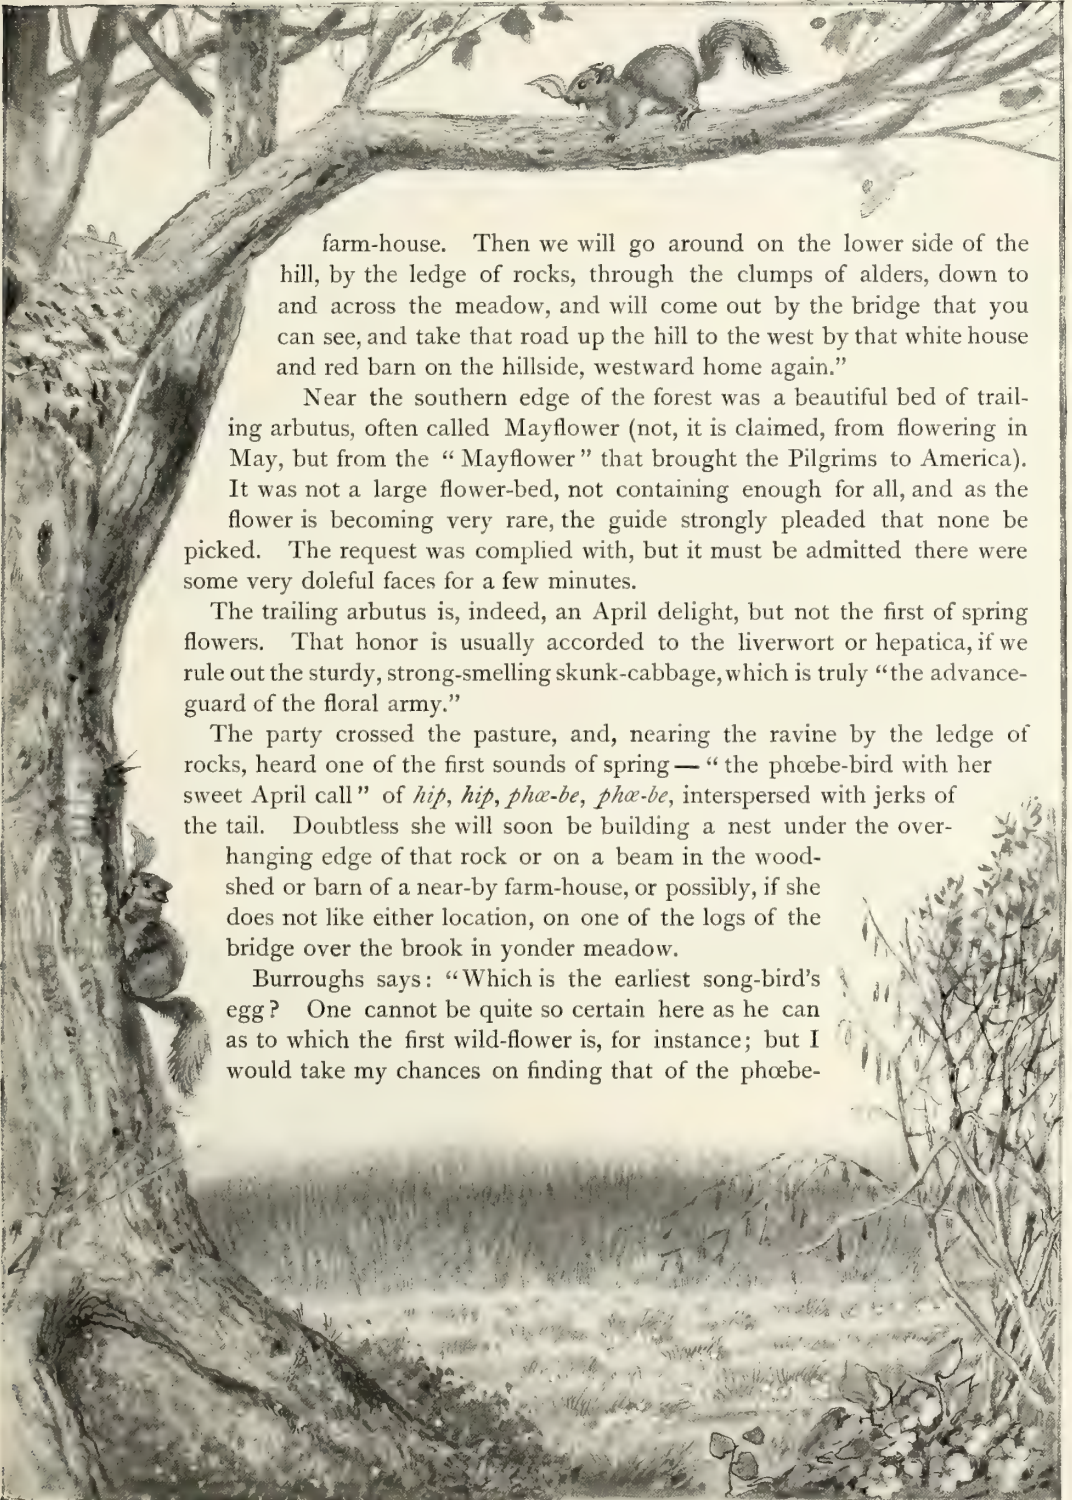 farm-house. Then we will go around on the lower side of the
hill, by the ledge of rocks, through the clumps of alders, down to
and across the meadow, and will come out by the bridge that you
can see, and take that road up the hill to the west by that white house
and red barn on the hillside, westward home again.”
Near the southern edge of the forest was a beautiful bed of trail-
ing arbutus, often called Mayflower (not, it is claimed, from flowering in
May, but from the “Mayflower” that brought the Pilgrims to America).
It was not a large flower-bed, not containing enough for all, and as the
flower is becoming very rare, the guide strongly pleaded that none be
picked. The request was complied with, but it must be admitted there were
some very doleful faces for a few minutes.
The trailing arbutus is, indeed, an April delight, but not the first of spring
flowers. That honor is usually accorded to the liverwort or hepatica, if we
rule out the sturdy, strong-smelling skunk-cabbage, which is truly “the advance-
guard of the floral army.”
The party crossed the pasture, and, nearing the ravine by the ledge of
rocks, heard one of the first sounds of spring — “the phœbe-bird with her
sweet April call” of hip, hip, phœ-be, phœ-be, interspersed with jerks of
the tail. Doubtless she will soon be building a nest under the over-
hanging edge of that rock or on a beam in the wood-
shed or barn of a near-by farm-house, or possibly, if she
does not like either location, on one of the logs of the
bridge over the brook in yonder meadow.
Burroughs says: “Which is the earliest song-bird's
egg? One cannot be quite so certain here as he can
as to which the first wild-flower is, for instance; but I
would take my chances on finding that of the phœbe-